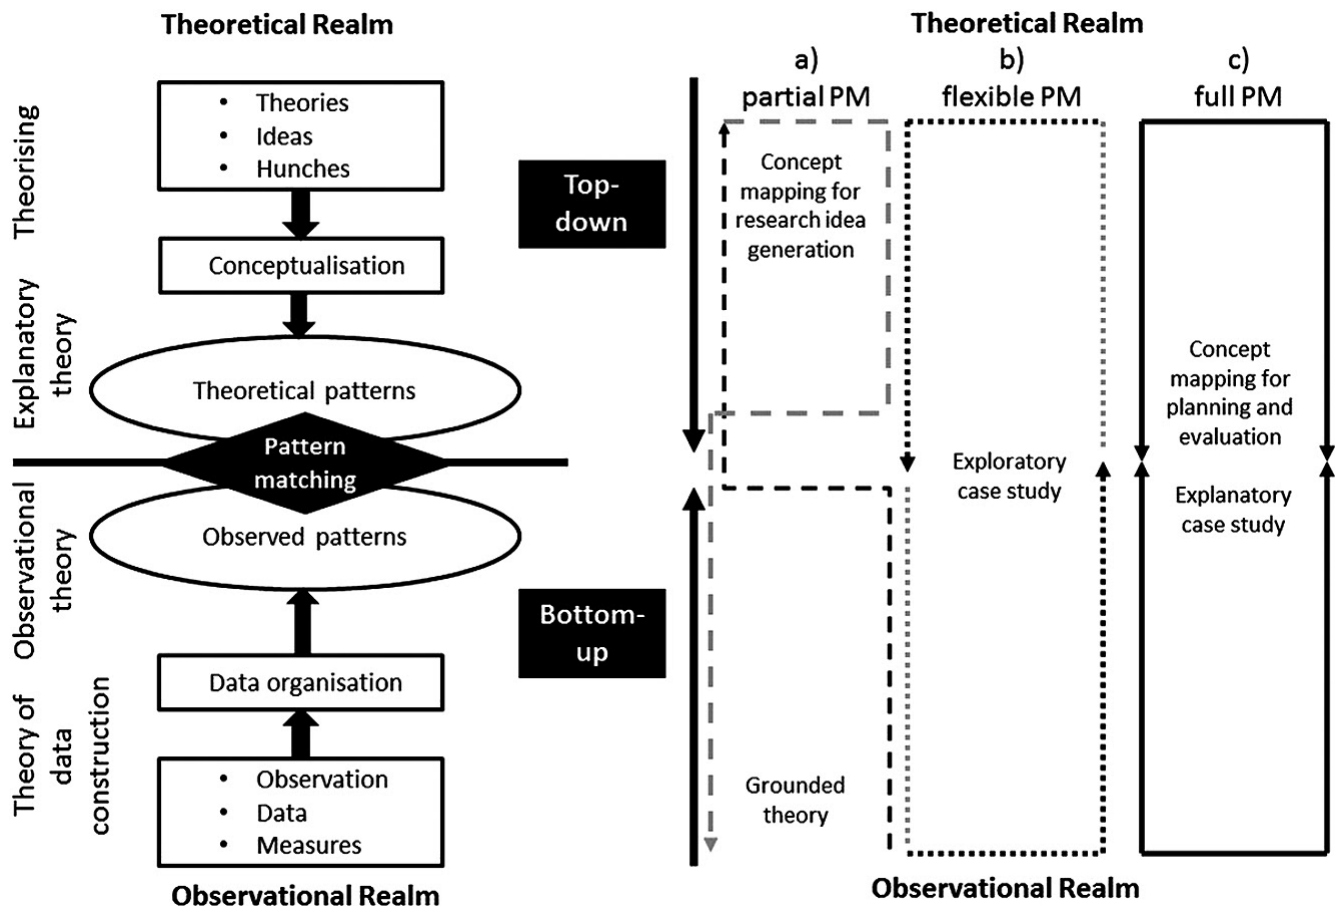 Theoretical Realm
Theorising
Explanatory
theory
Observational
theory
Theory of
data
construction
• Theories
• Ideas
• Hunches
Conceptualisation
Theoretical patterns
Pattern
matching
Observed patterns
Data organisation
• Observation
• Data
• Measures
Observational Realm
Top-
down
Bottom-
up
Theoretical Realm
a)
partial PM
Concept
mapping for
research idea
generation
Grounded
theory
b)
flexible PM
Exploratory
case study
c)
full PM
Concept
mapping for
planning and
evaluation
Explanatory
case study
Observational Realm